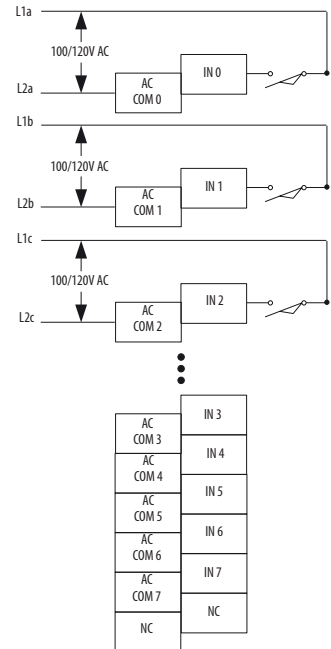 L1a
100/120V AC
IN 0
L2a
AC
COM 0
L1b
100/120V AC
IN 1
L2b
AC
COM 1
L1c
100/120V AC
IN 2
L2c
AC
COM 2
IN 3
AC
COM 3
IN 4
AC
COM 4
IN 5
AC
COM 5
IN 6
AC
COM 6
IN 7
AC
COM 7
NC
NC